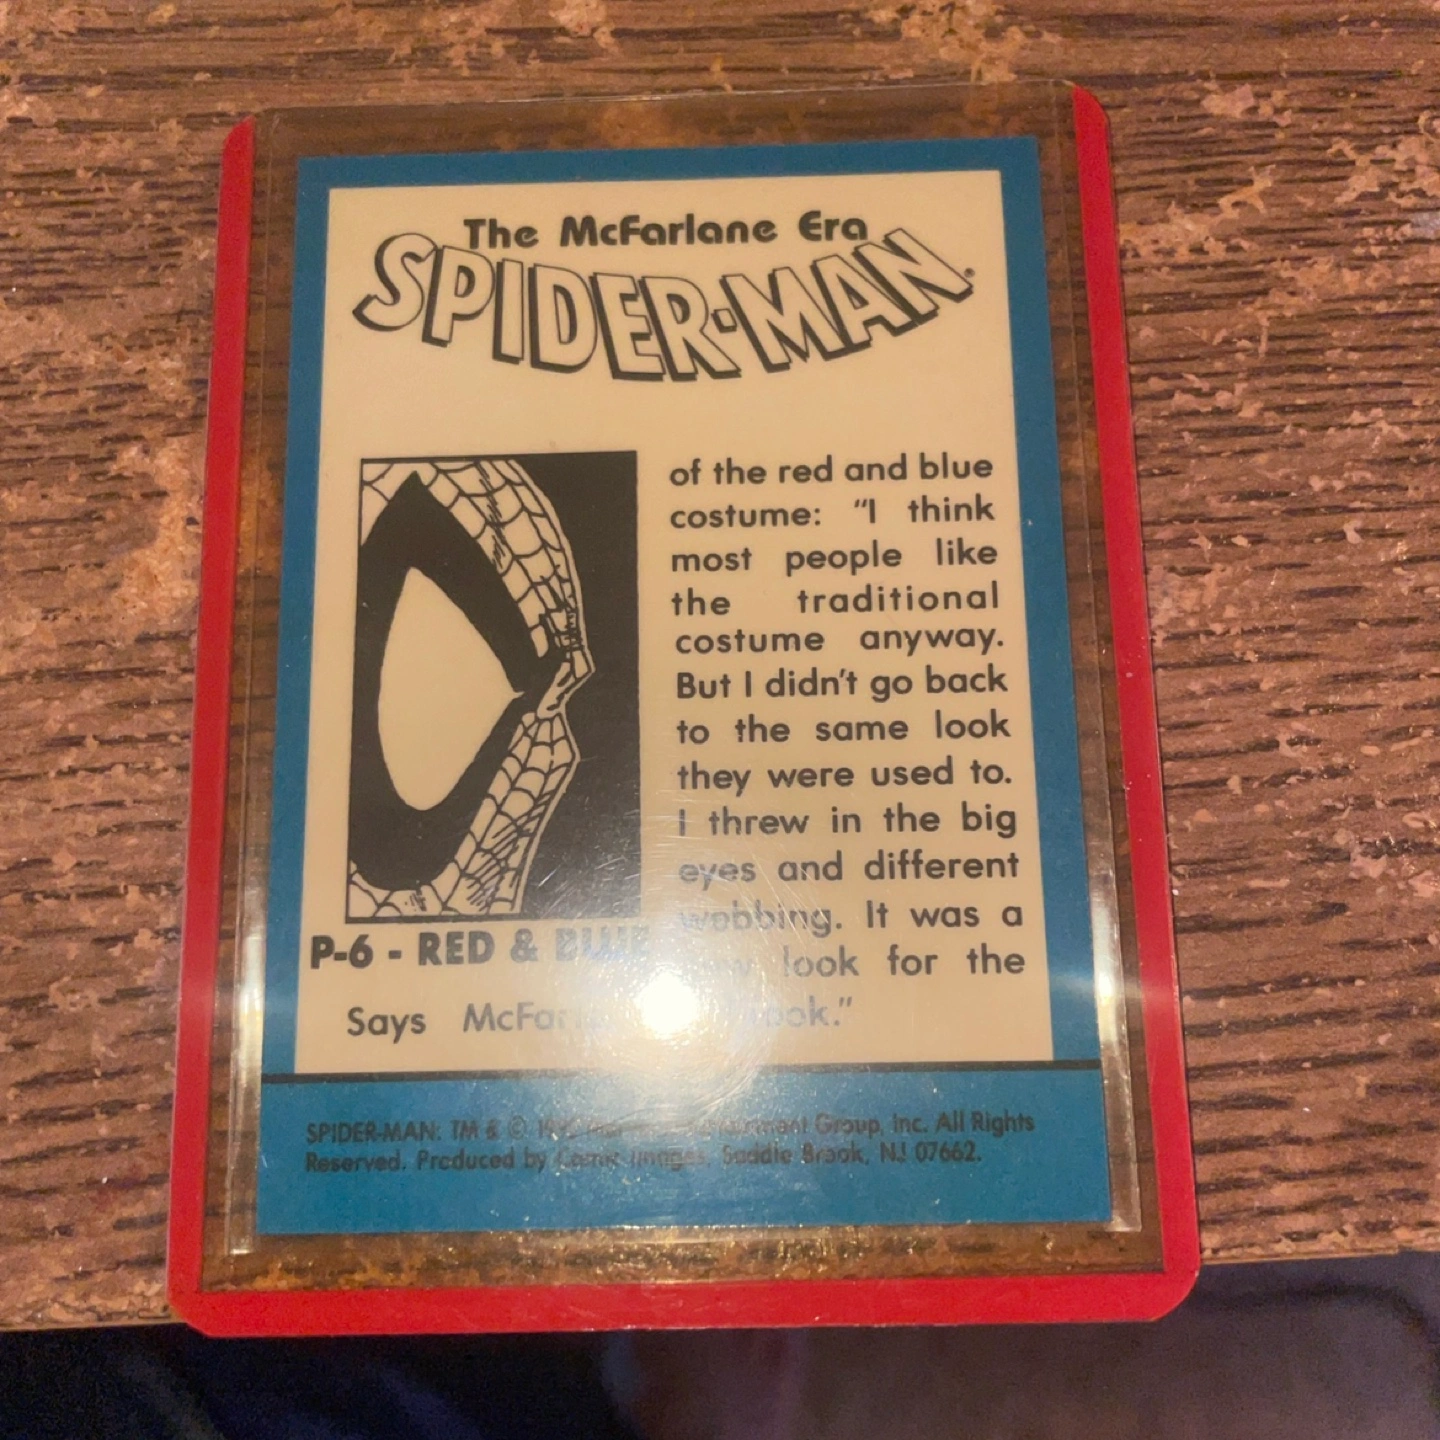 The McFarlane Era
SPIDER-MAN®
P-6 - RED & BLUE
Says
of the red and blue
costume: "I think
most people like
the traditional
costume anyway.
But I didn't go back
to the same look
they were used to.
I threw in the big
eyes and different
webbing. It was a
look for the
SPIDER-MAN: TM & © Group, Inc. All Rights
Reserved. Produced by Comic Images, Saddle Brook, NJ 07662.